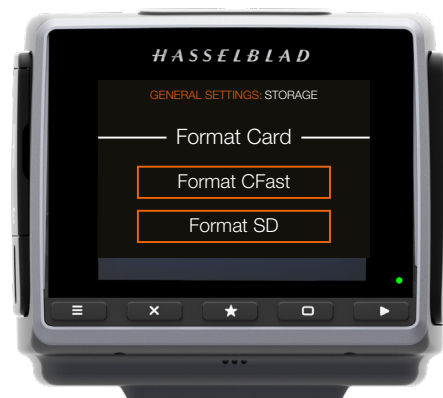 HASSELBLAD
GENERAL SETTINGS: STORAGE
Format Card
Format CFast
Format SD